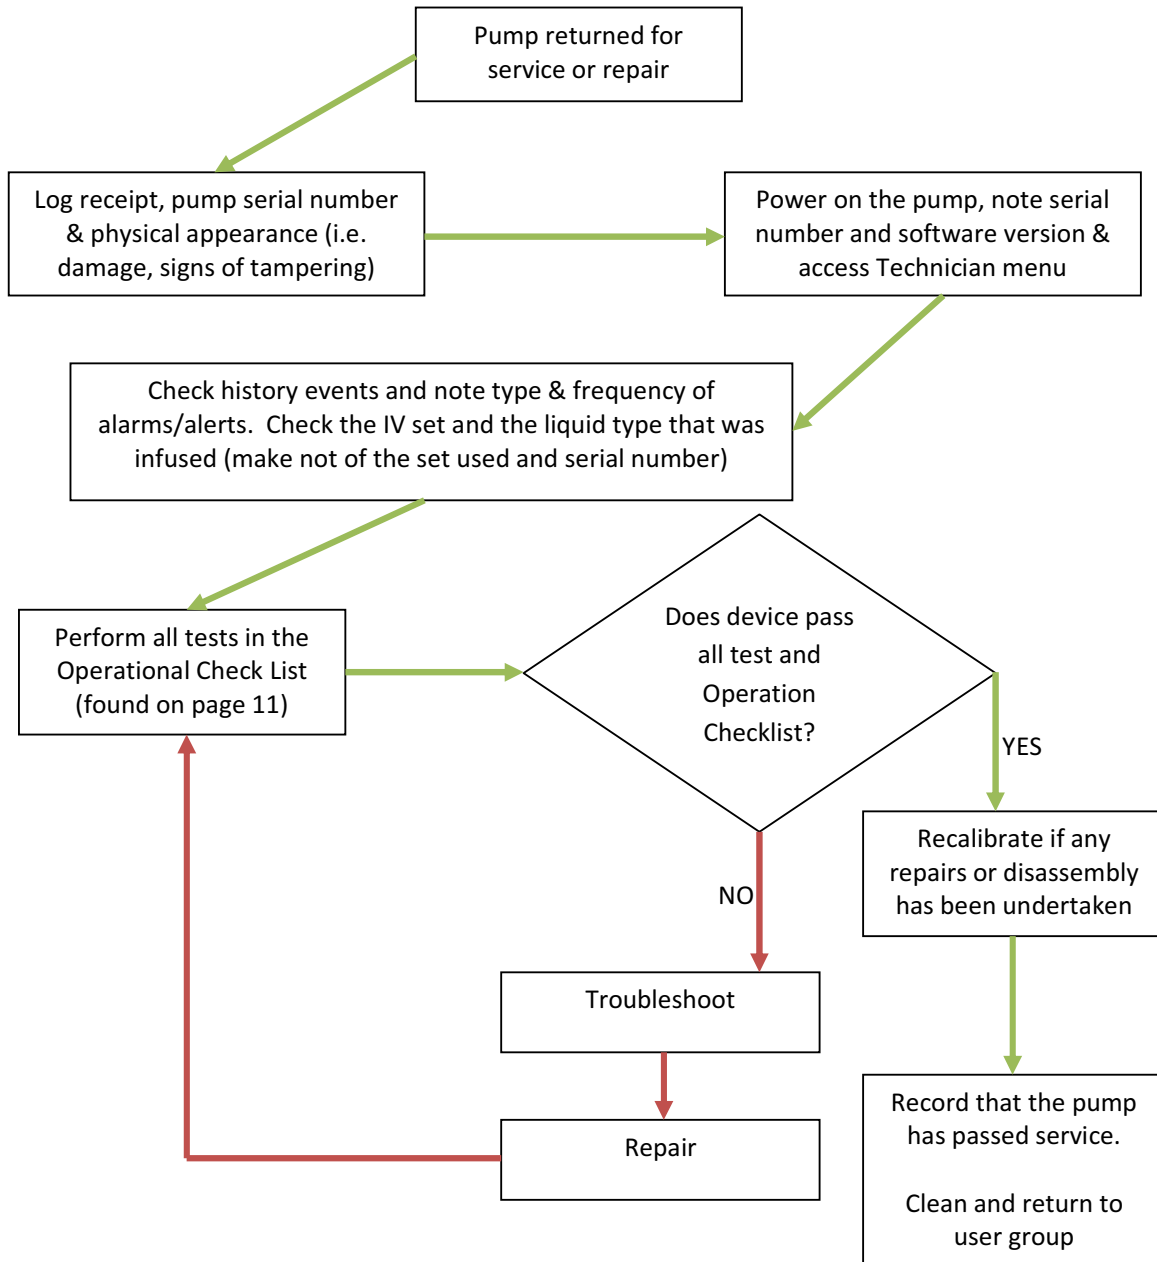 Pump returned for
service or repair
Log receipt, pump serial number
& physical appearance (i.e.
damage, signs of tampering)
Power on the pump, note serial
number and software version &
access Technician menu
Check history events and note type & frequency of
alarms/alerts.  Check the IV set and the liquid type that was
infused (make not of the set used and serial number)
Perform all tests in the
Operational Check List
(found on page 11)
Does device pass
all test and
Operation
Checklist?
YES
Recalibrate if any
repairs or disassembly
has been undertaken
NO
Troubleshoot
Repair
Record that the pump
has passed service.
Clean and return to
user group